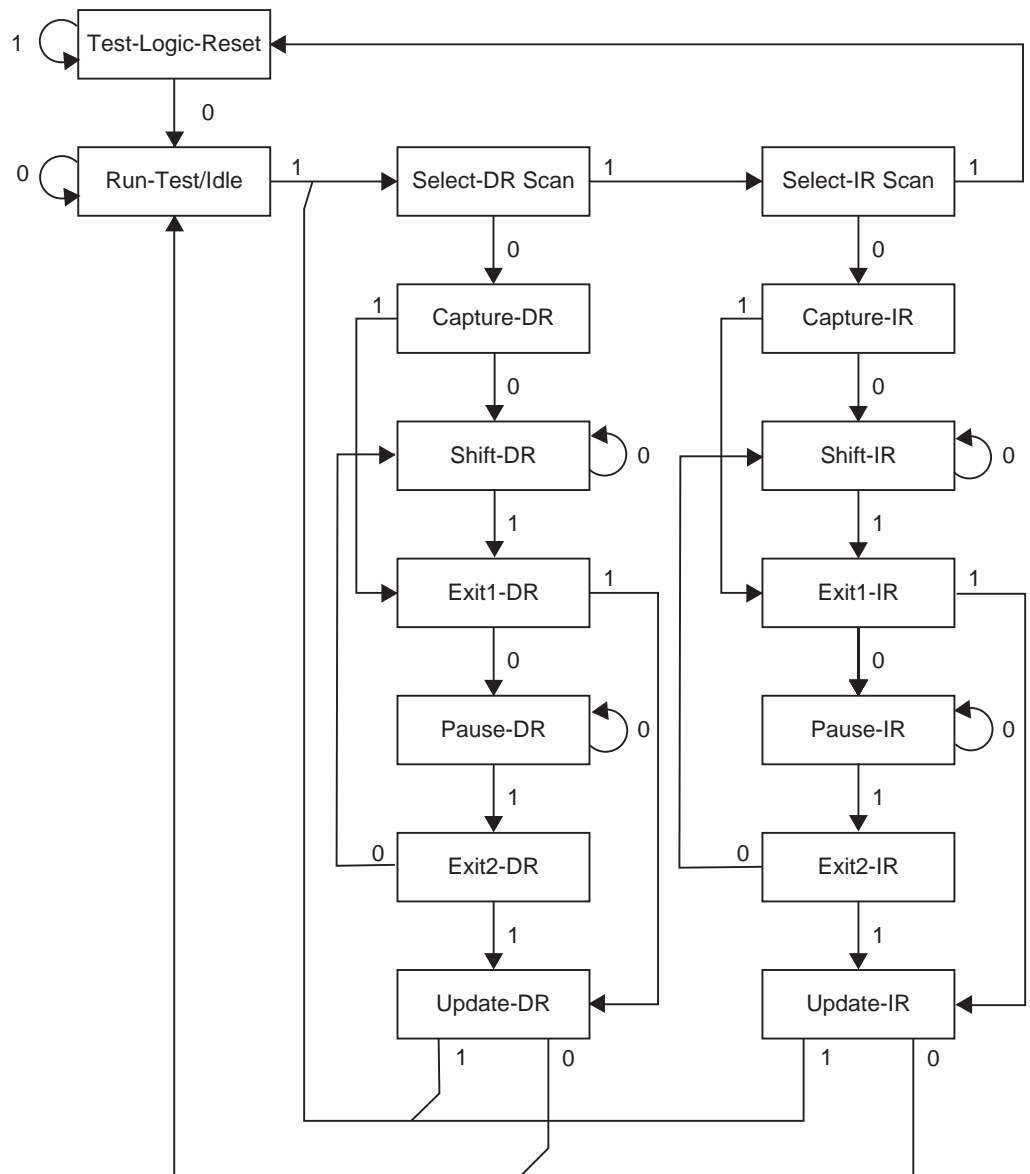 1 Test-Logic-Reset
0
0 Run-Test/Idle 1 Select-DR Scan 1 Select-IR Scan 1
0 0
1 Capture-DR 1 Capture-IR
0 0
Shift-DR 0 Shift-IR 0
1 1
Exit1-DR 1 Exit1-IR 1
0 0
Pause-DR 0 Pause-IR 0
1 1
0 Exit2-DR 0 Exit2-IR
1 1
Update-DR Update-IR
1 0 1 0